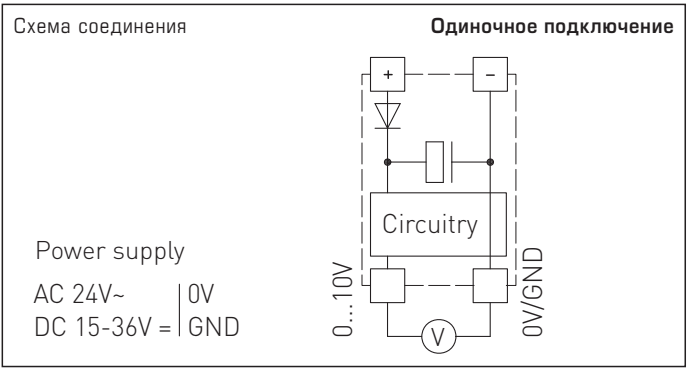 Схема соединения
Одиночное подключение
+
–
Circuitry
Power supply
AC 24V~ | 0V
DC 15-36V = | GND
0....10V
0V/GND
V